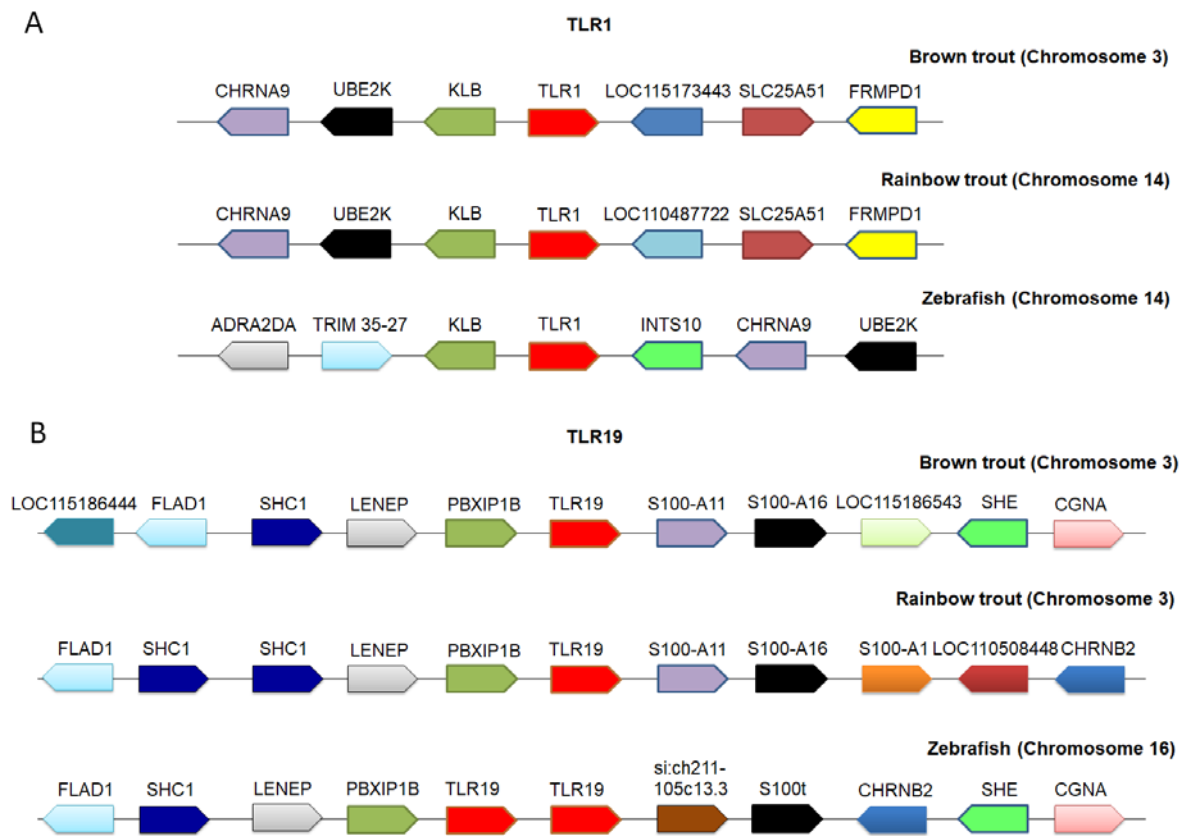 A
TLR1
Brown trout (Chromosome 3)
CHRNA9 UBE2K KLB TLR1 LOC115173443 SLC25A51 FRMPD1
Rainbow trout (Chromosome 14)
CHRNA9 UBE2K KLB TLR1 LOC110487722 SLC25A51 FRMPD1
Zebrafish (Chromosome 14)
ADRA2DA TRIM 35-27 KLB TLR1 INTS10 CHRNA9 UBE2K
B
TLR19
Brown trout (Chromosome 3)
LOC115186444 FLAD1 SHC1 LENEP PBXIP1B TLR19 S100-A11 S100-A16 LOC115186543 SHE CGNA
Rainbow trout (Chromosome 3)
FLAD1 SHC1 SHC1 LENEP PBXIP1B TLR19 S100-A11 S100-A16 S100-A1 LOC110508448 CHRNB2
Zebrafish (Chromosome 16)
FLAD1 SHC1 LENEP PBXIP1B TLR19 TLR19 si:ch211-
105c13.3 S100t CHRNB2 SHE CGNA